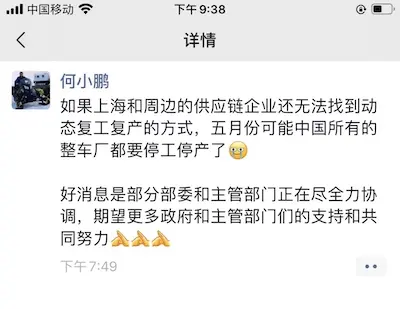 中国移动
下午 9:38
详情
何小鹏
如果上海和周边的供应链企业还无法找到动
态复工复产的方式，五月份可能中国所有的
整车厂都要停工停产了
好消息是部分部委和主管部门正在尽全力协
调，期望更多政府和主管部门们的支持和共
同努力🙏🙏🙏
下午 7:49